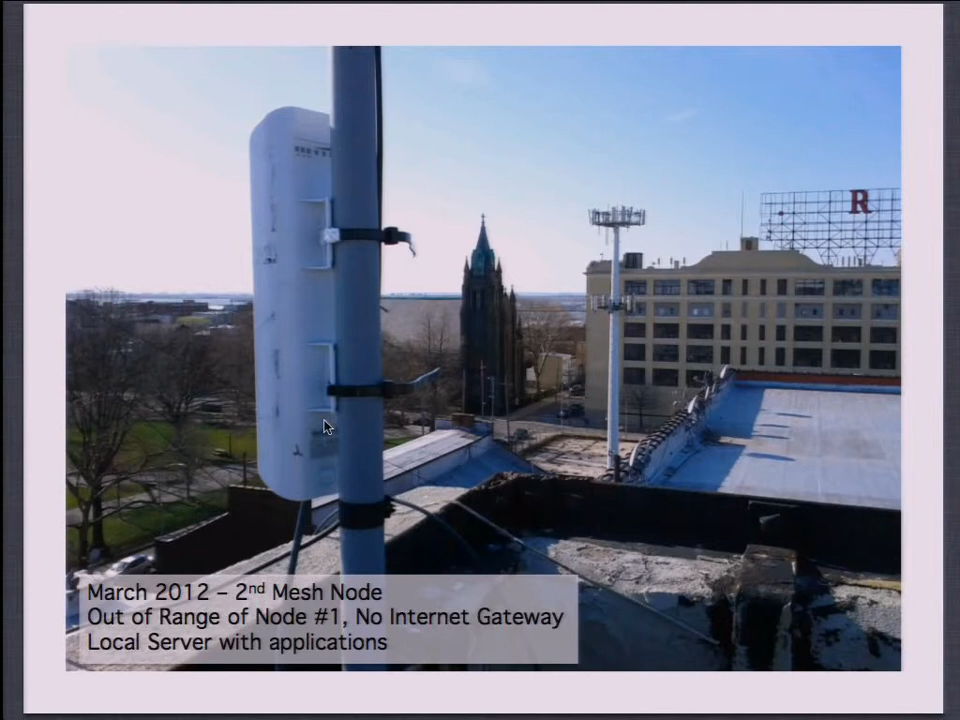 R
March 2012 – 2nd Mesh Node
Out of Range of Node #1, No Internet Gateway
Local Server with applications